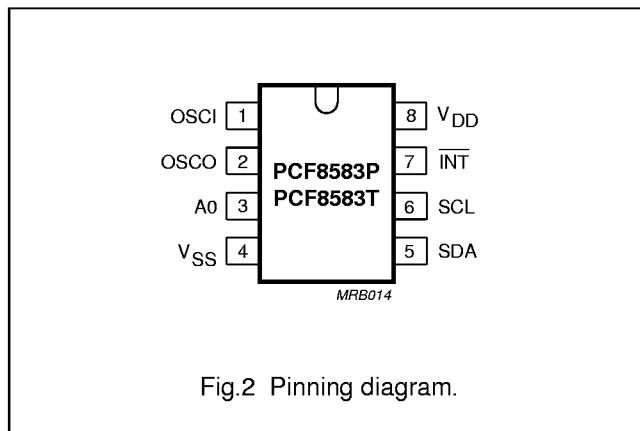 OSCI 1 8 VDD
OSCO 2 PCF8583P 7 INT
A0 3 PCF8583T 6 SCL
VSS 4 5 SDA
MRB014
Fig.2 Pinning diagram.